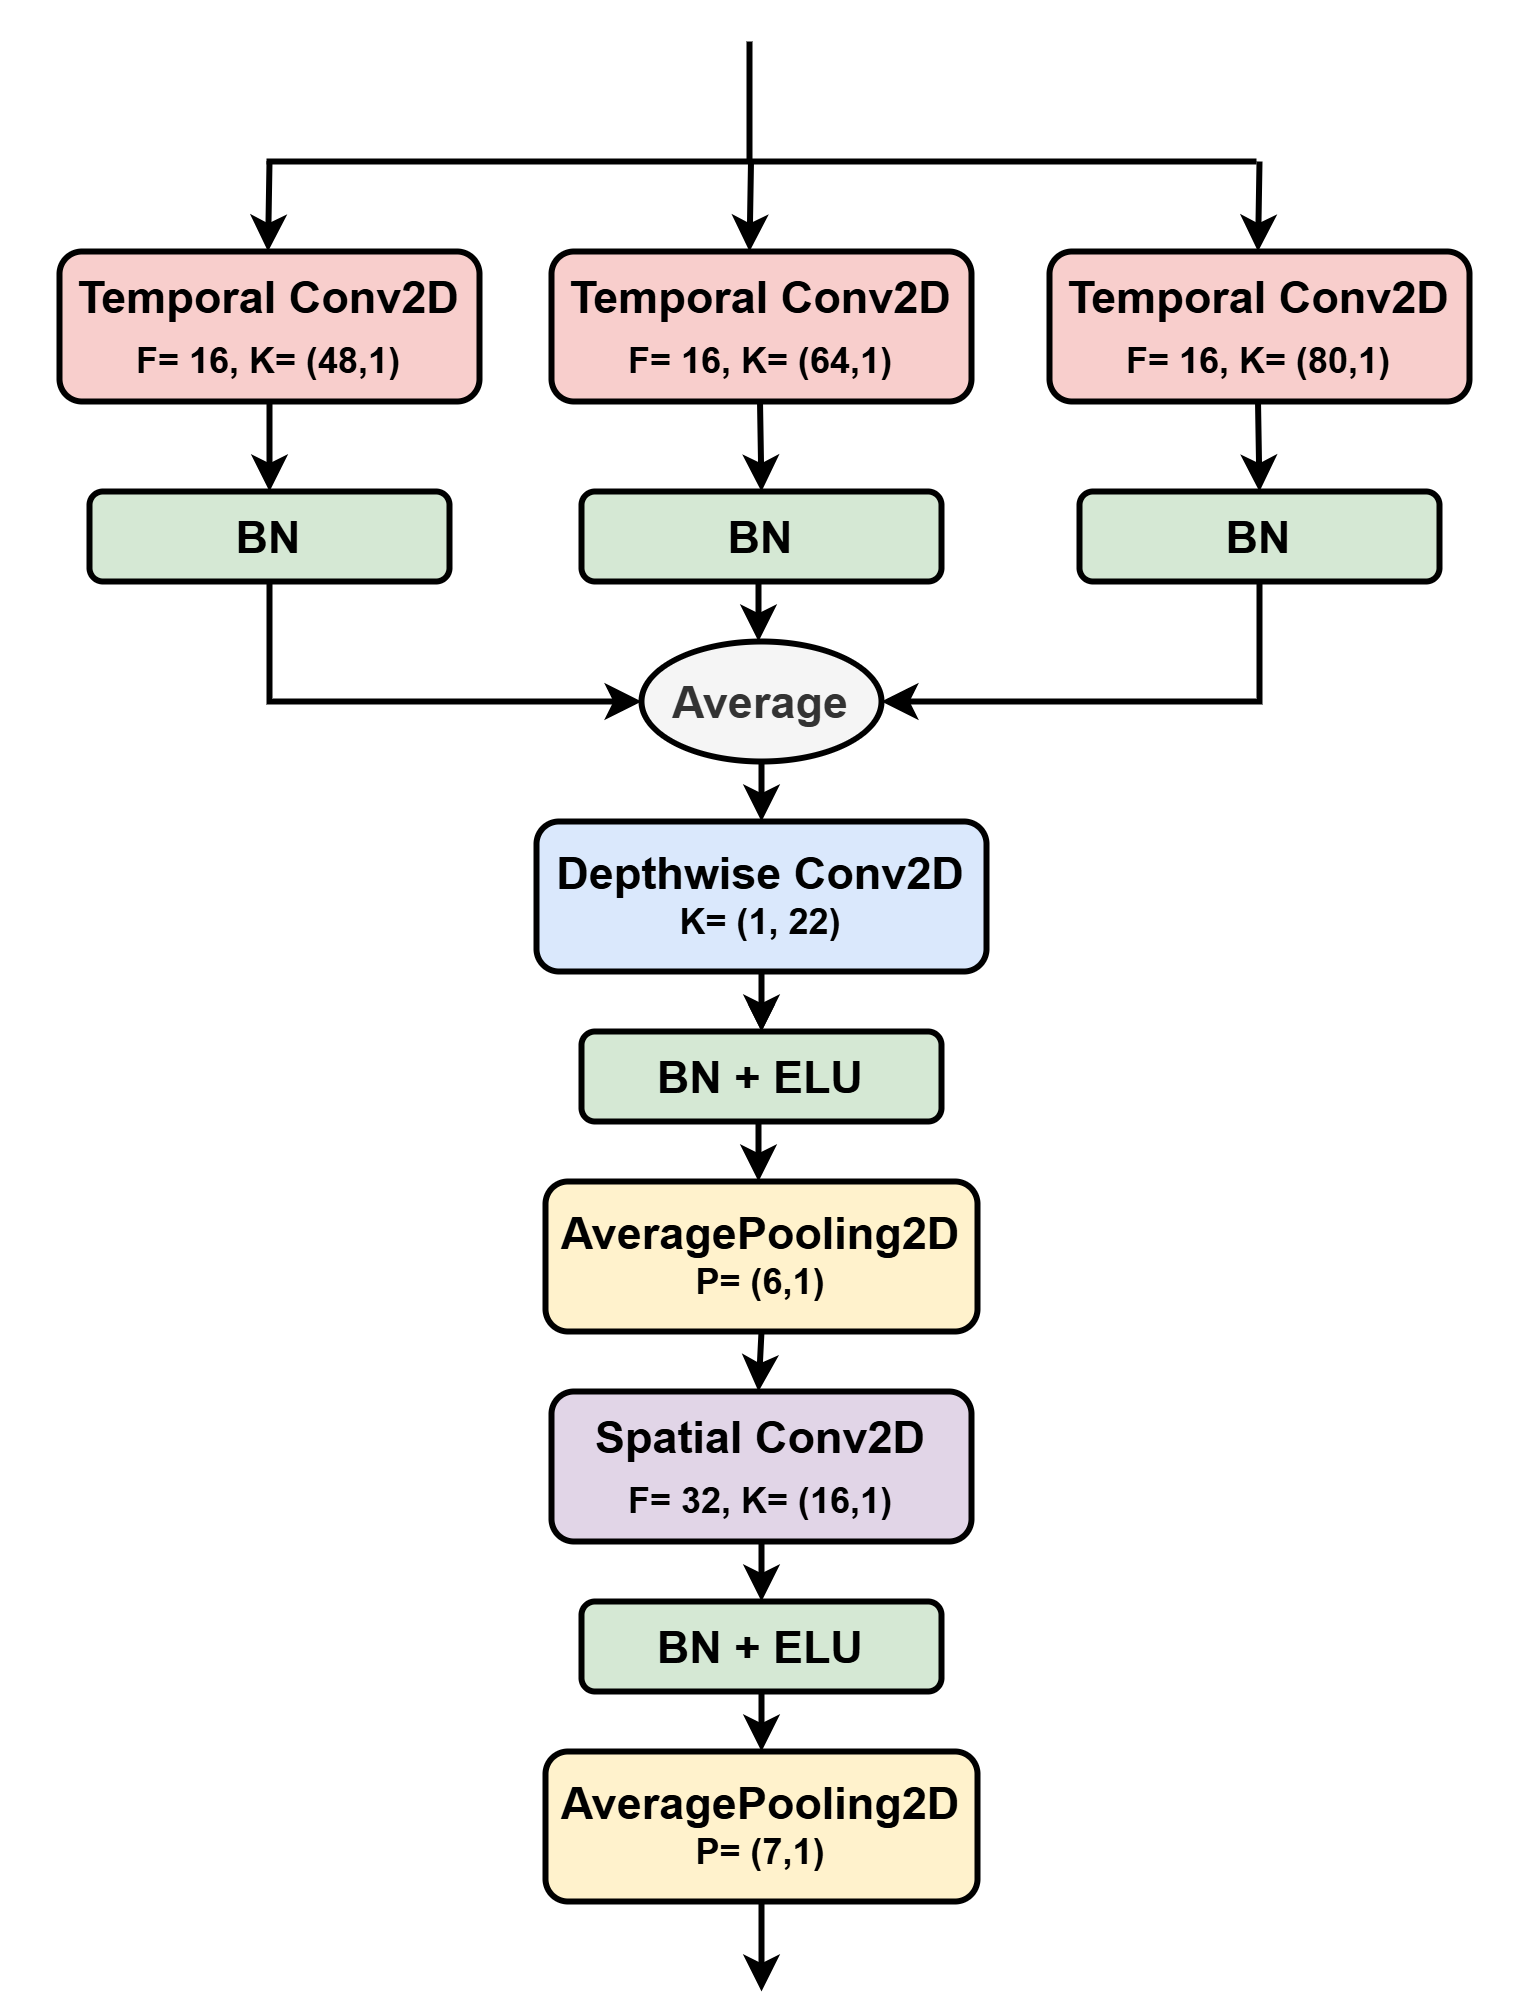 Temporal Conv2D
F= 16, K= (48,1)
Temporal Conv2D
F= 16, K= (64,1)
Temporal Conv2D
F= 16, K= (80,1)
BN
BN
BN
Average
Depthwise Conv2D
K= (1, 22)
BN + ELU
AveragePooling2D
P= (6,1)
Spatial Conv2D
F= 32, K= (16,1)
BN + ELU
AveragePooling2D
P= (7,1)